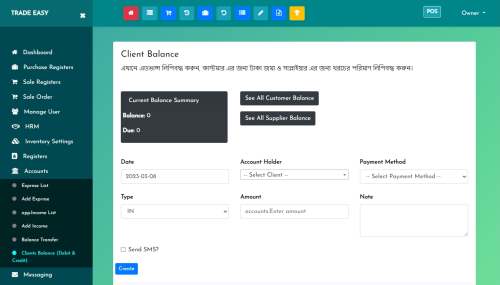 TRADE EASY
POS
Owner
Dashboard
Purchase Registers
Sale Registers
Sale Order
Manage User
HRM
Inventory Settings
Registers
Accounts
Expense List
Add Expense
app.Income List
Add Income
Balance Transfer
Clients Balance (Debit &
Credit)
Messaging
Client Balance
এখানে এডভান্স লিপিবদ্ধ করুন, কাস্টমার এর জন্য টাকা জমা ও সাপ্লাইয়ার এর জন্য খরচের পরিমাণ লিপিবদ্ধ করুন।
Current Balance Summary
Balance: 0
Due: 0
See All Customer Balance
See All Supplier Balance
Date
2023-03-08
Account Holder
-- Select Client --
Payment Method
-- Select Payment Method --
Type
IN
Amount
accounts.Enter amount
Note
Send SMS?
Create